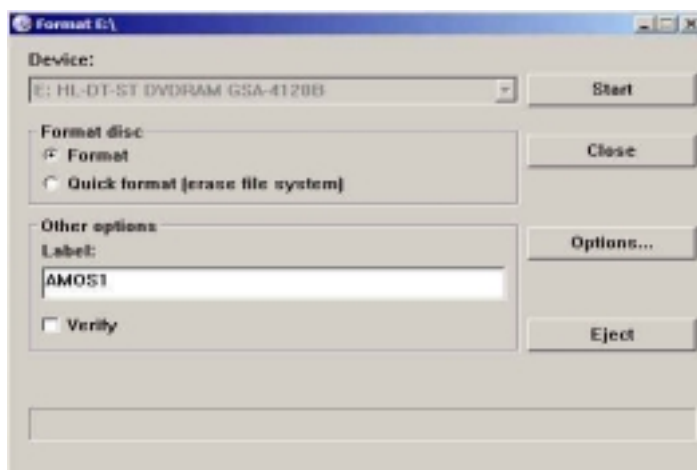 Format E:\
Device:
E: HL-DT-ST DVDRAM GSA-4120B
Start
Format disc
Format
Close
Quick format (erase file system)
Other options
Label:
Options...
AMOS1
Verify
Eject